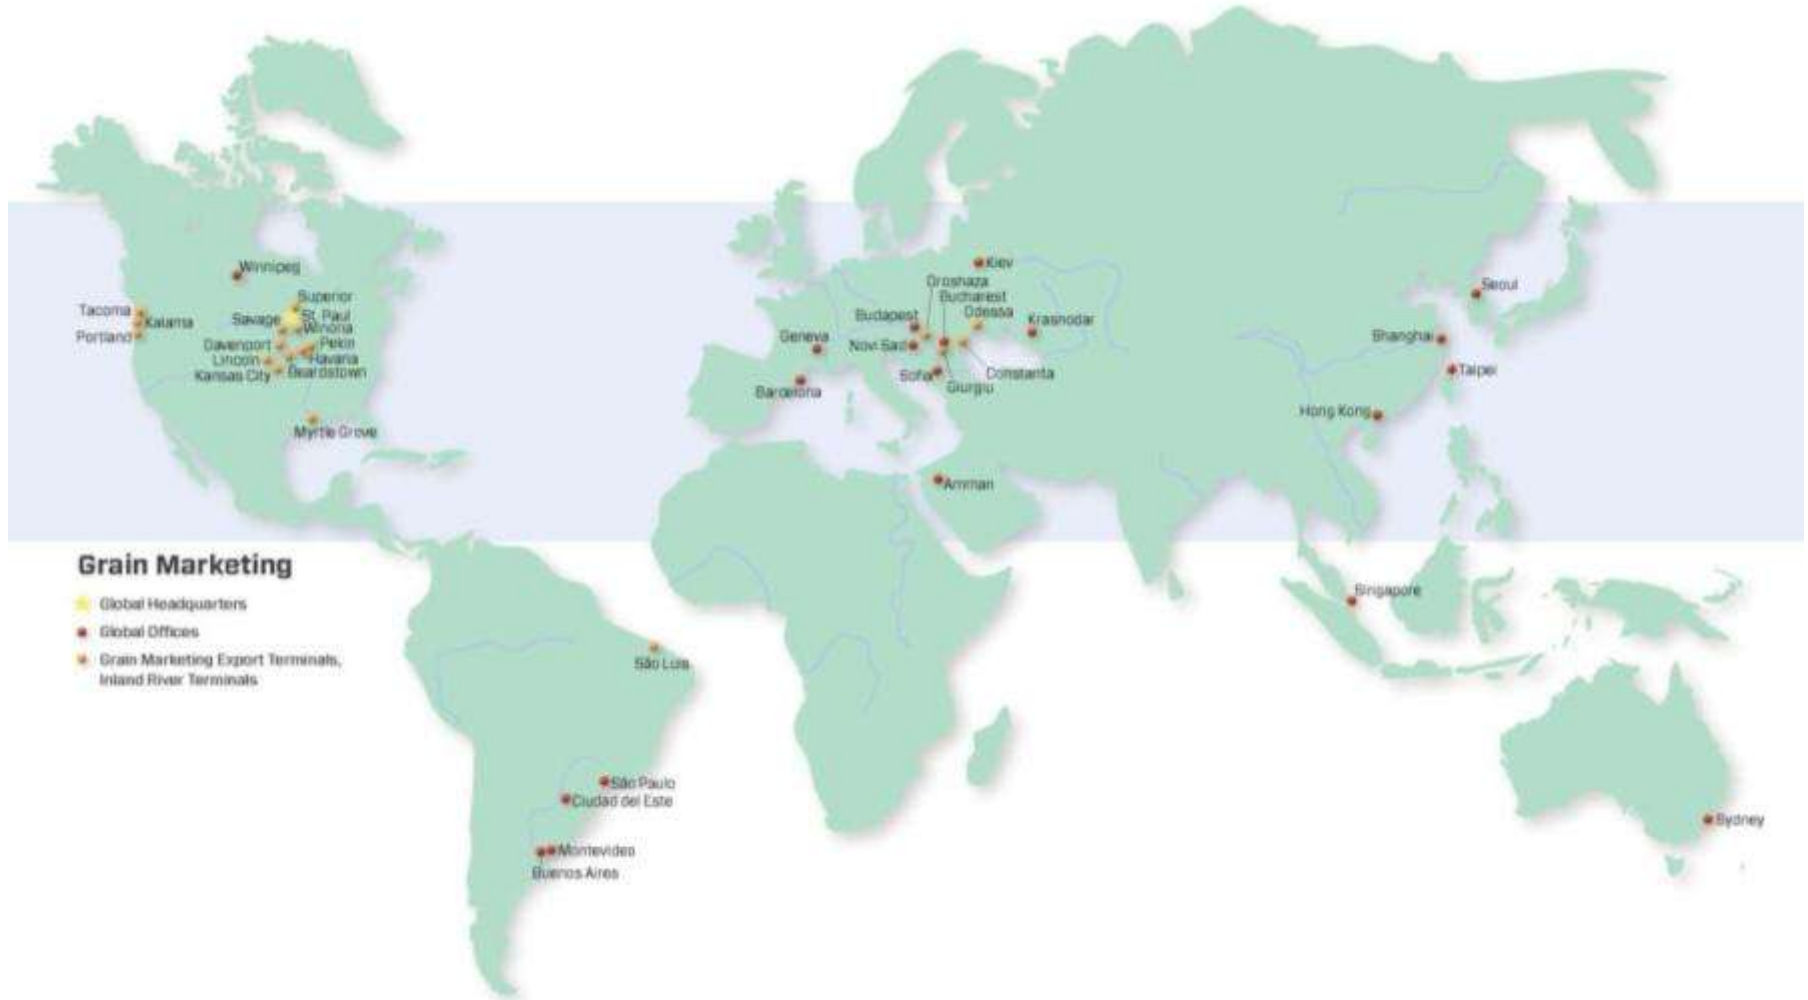 Winnipeg
Superior
Tacoma
Kalama
Portland
Savage
St. Paul
Winona
Davenport
Pekin
Lincoln
Havana
Kansas City
Beardstown
Myrtle Grove
Kiev
Oroshaza
Bucharest
Odessa
Budapest
Krasnodar
Geneva
Novi Sad
Sofia
Constanta
Giurgiu
Barcelona
Amman
Seoul
Shanghai
Taipei
Hong Kong
Singapore
Grain Marketing
Global Headquarters
Global Offices
Grain Marketing Export Terminals,
Inland River Terminals
São Luis
São Paulo
Ciudad del Este
Montevideo
Buenos Aires
Sydney